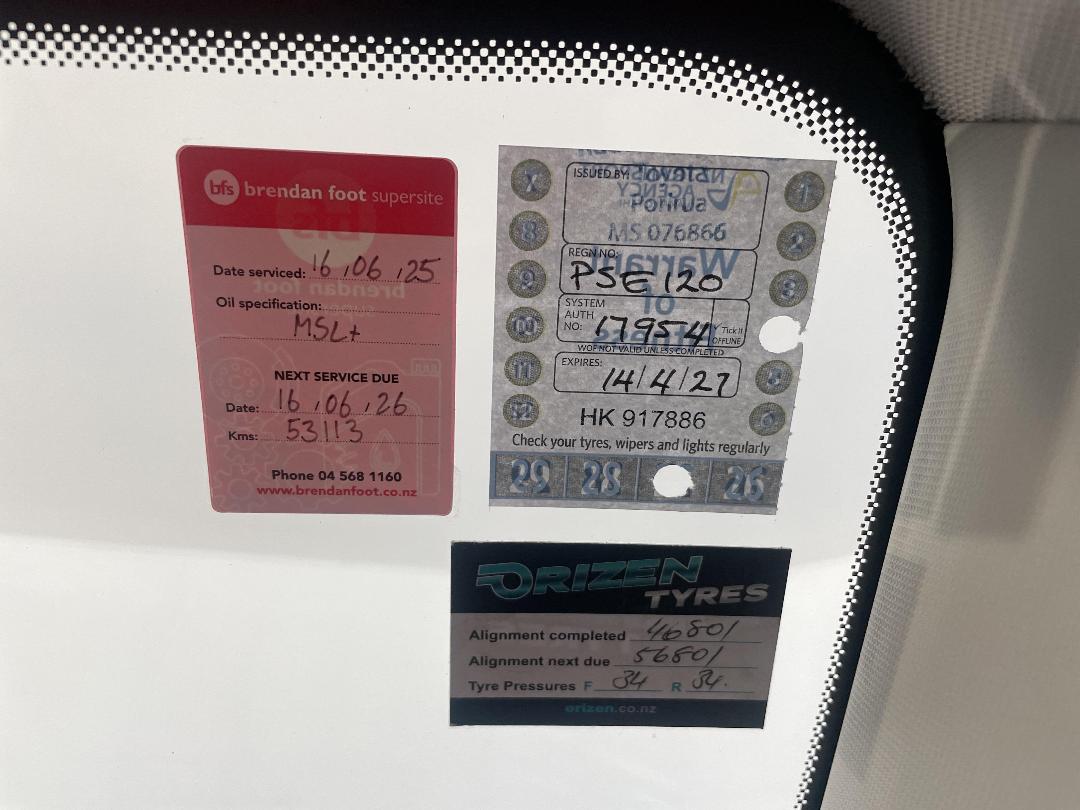 bfs brendan foot supersite
Date serviced: 16 / 06 / 25
Oil specification:
MSL+
NEXT SERVICE DUE
Date: 16 / 06 / 26
Kms: 53113
Phone 04 568 1160
www.brendanfoot.co.nz
ISSUED BY:
AGENCY
Porirua
MS 076866
REGN NO:
PSE120
SYSTEM
AUTH
NO: 17954
Tick if
OFFLINE
WOF NOT VALID UNLESS COMPLETED
EXPIRES:
14/4/27
HK 917886
Check your tyres, wipers and lights regularly
Warrant
of
1
2
8
9
10
11
12
29 28 26
ORIZEN
TYRES
Alignment completed 46801
Alignment next due 56801
Tyre Pressures F 34 R 34.
orizen.co.nz